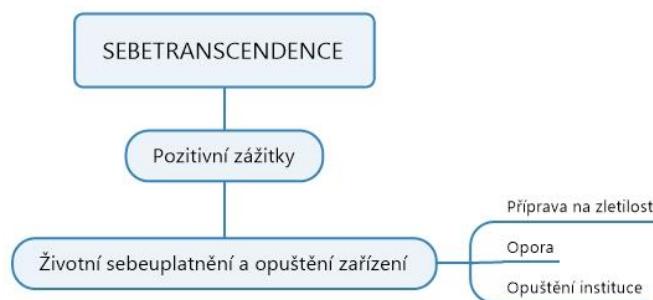 SEBETRANSCENDENCE
Pozitivní zážitky
Životní sebeuplatnění a opuštění zařízení
Příprava na zletilost
Opora
Opuštění instituce